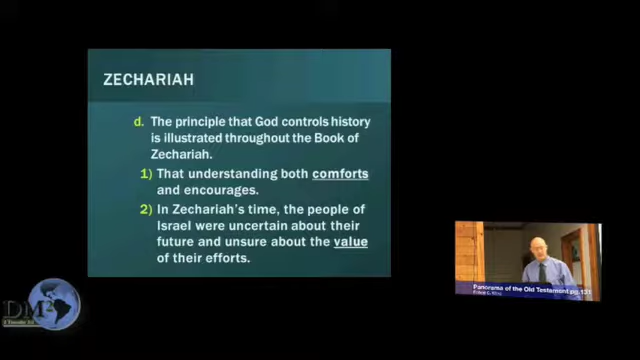 ZECHARIAH
d. The principle that God controls history
is illustrated throughout the Book of
Zechariah.
1) That understanding both comforts
and encourages.
2) In Zechariah's time, the people of
Israel were uncertain about their
future and unsure about the value
of their efforts.
Panorama of the Old Testament pg.131
DM2